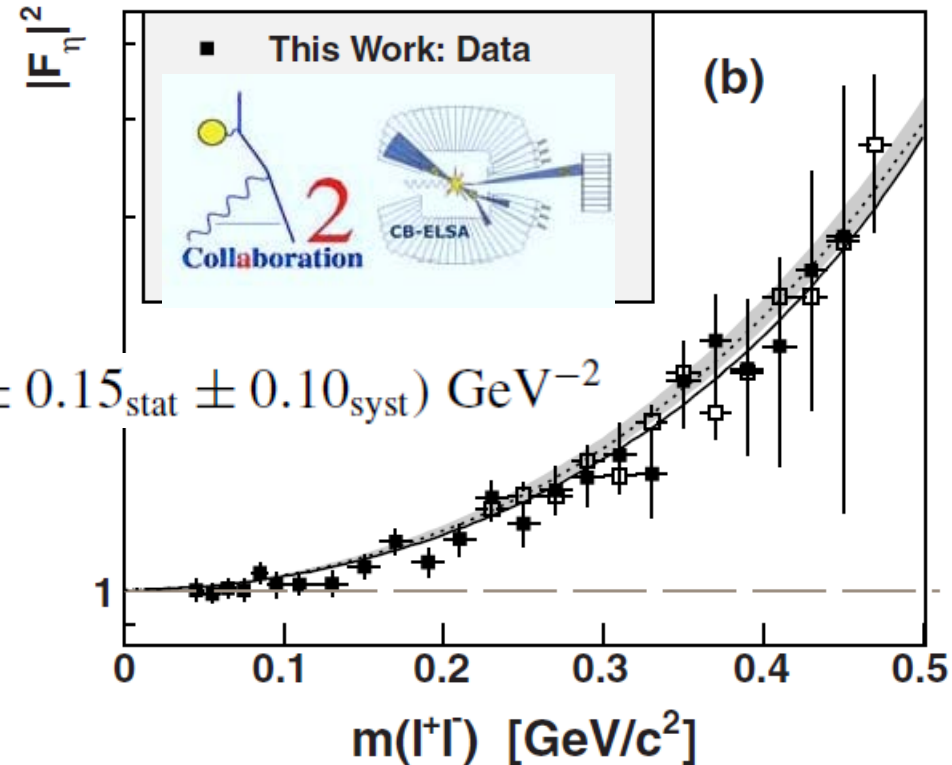 |F_η|²
■ This Work: Data
(b)
2
Collaboration
CB-ELSA
± 0.15_stat ± 0.10_syst) GeV⁻²
1
0 0.1 0.2 0.3 0.4 0.5
m(l⁺l⁻) [GeV/c²]